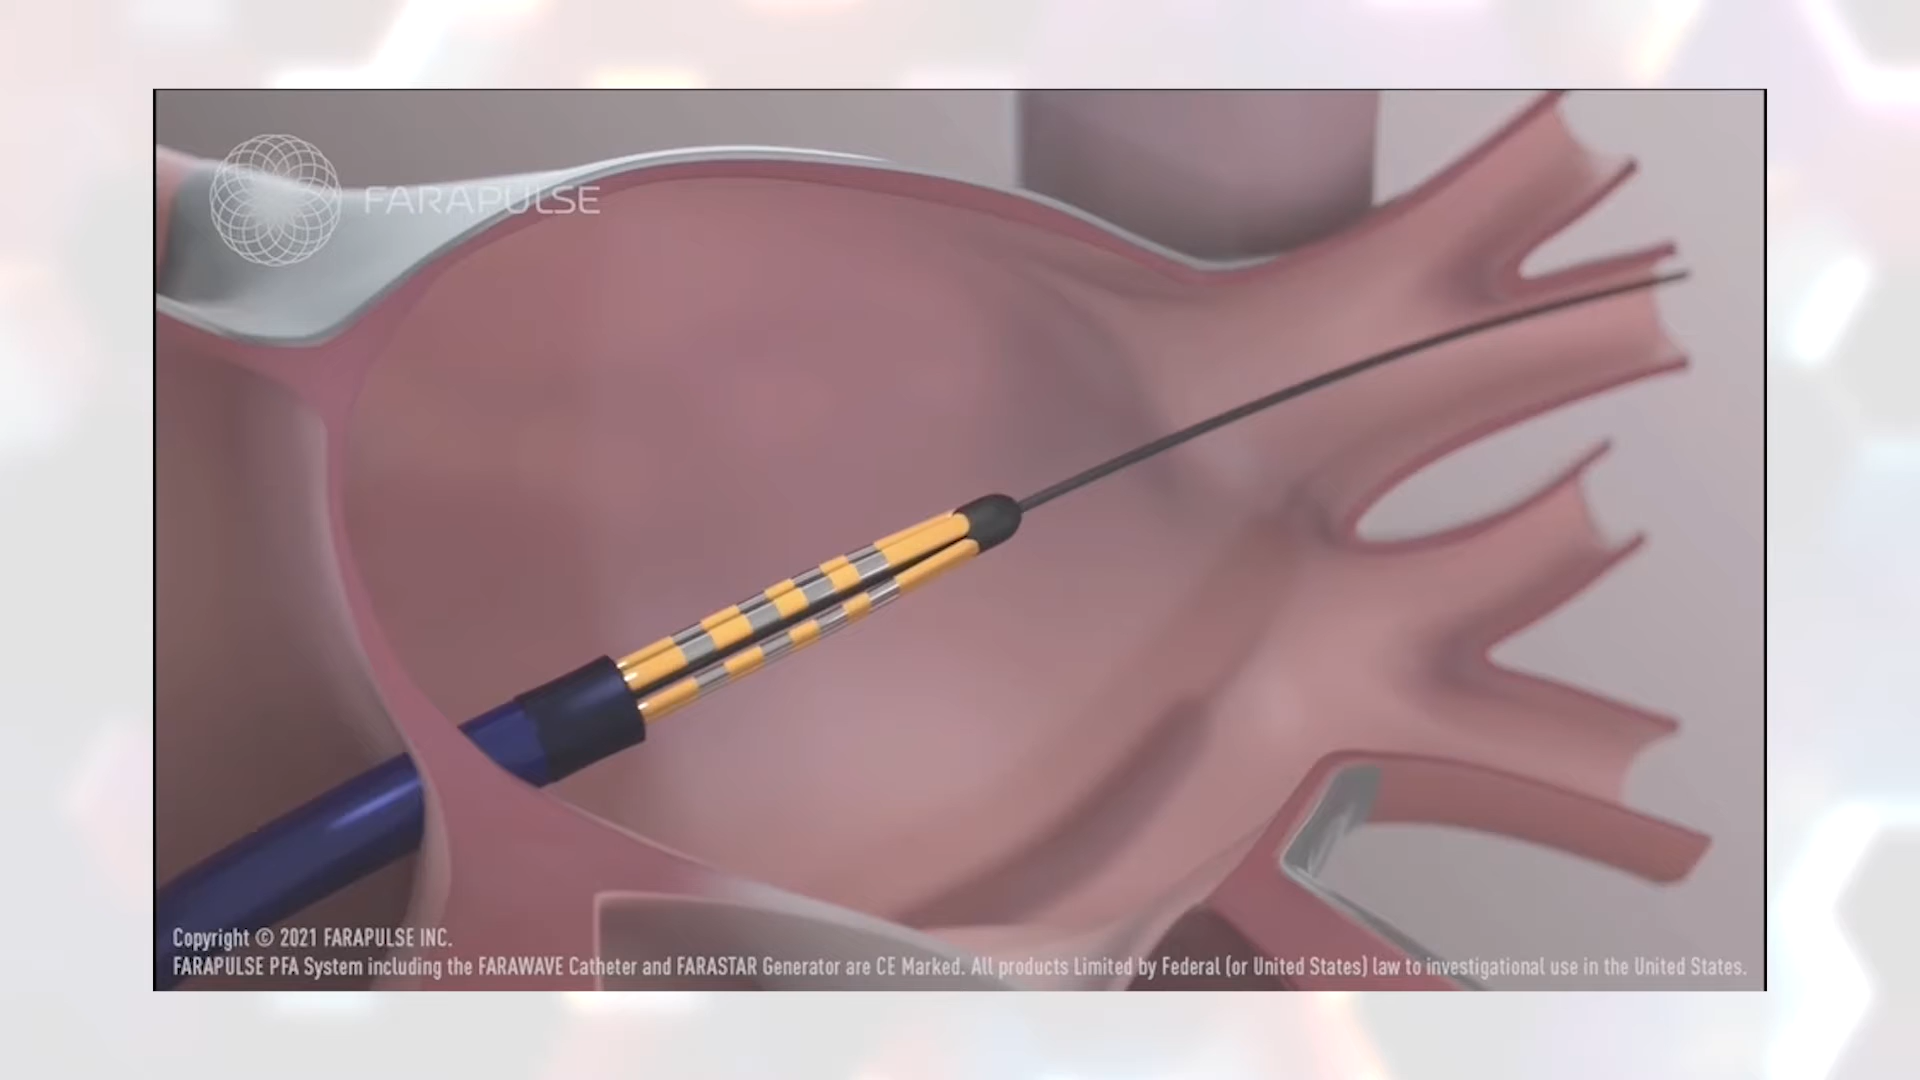 FARAPULSE
Copyright © 2021 FARAPULSE INC.
FARAPULSE PFA System including the FARAWAVE Catheter and FARASTAR Generator are CE Marked. All products Limited by Federal (or United States) law to investigational use in the United States.